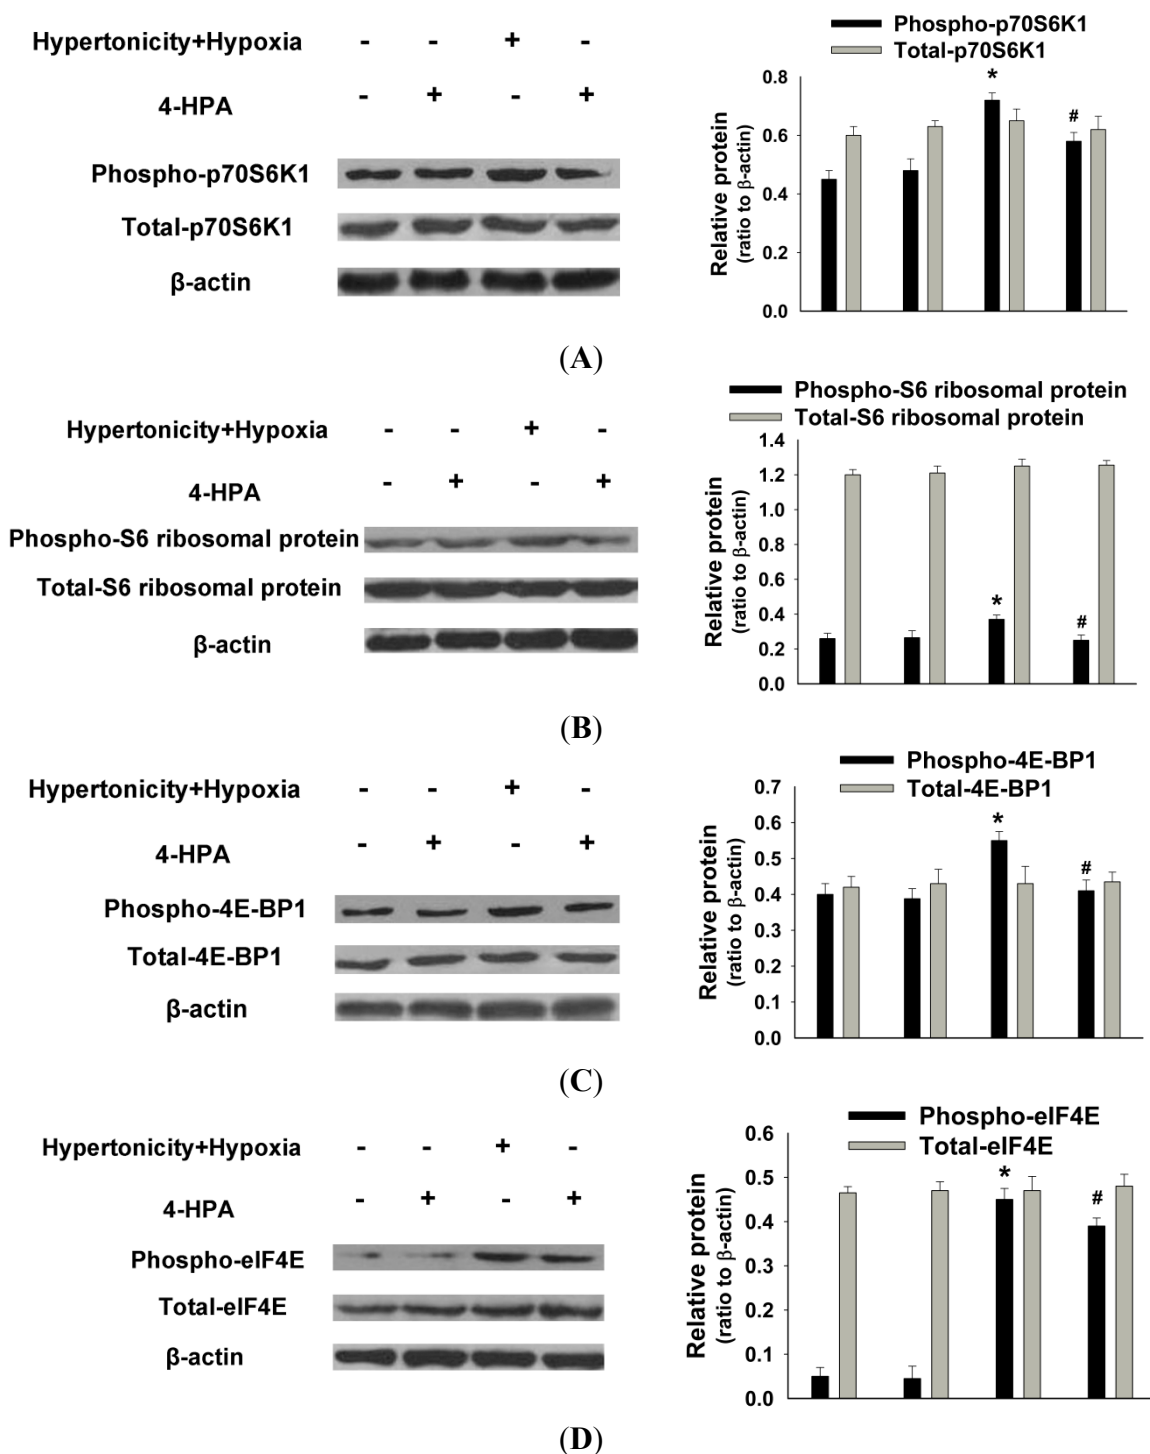 Hypertonicity+Hypoxia - - + -
4-HPA - + - +
Phospho-p70S6K1
Total-p70S6K1
β-actin
Phospho-p70S6K1
Total-p70S6K1
Relative protein
(ratio to β-actin)
0.8
0.6
0.4
0.2
0.0
*
#
(A)
Hypertonicity+Hypoxia - - + -
4-HPA - + - +
Phospho-S6 ribosomal protein
Total-S6 ribosomal protein
β-actin
Phospho-S6 ribosomal protein
Total-S6 ribosomal protein
Relative protein
(ratio to β-actin)
1.4
1.2
1.0
0.8
0.6
0.4
0.2
0.0
*
#
(B)
Hypertonicity+Hypoxia - - + -
4-HPA - + - +
Phospho-4E-BP1
Total-4E-BP1
β-actin
Phospho-4E-BP1
Total-4E-BP1
Relative protein
(ratio to β-actin)
0.7
0.6
0.5
0.4
0.3
0.2
0.1
0.0
*
#
(C)
Hypertonicity+Hypoxia - - + -
4-HPA - + - +
Phospho-eIF4E
Total-eIF4E
β-actin
Phospho-eIF4E
Total-eIF4E
Relative protein
(ratio to β-actin)
0.6
0.5
0.4
0.3
0.2
0.1
0.0
*
#
(D)